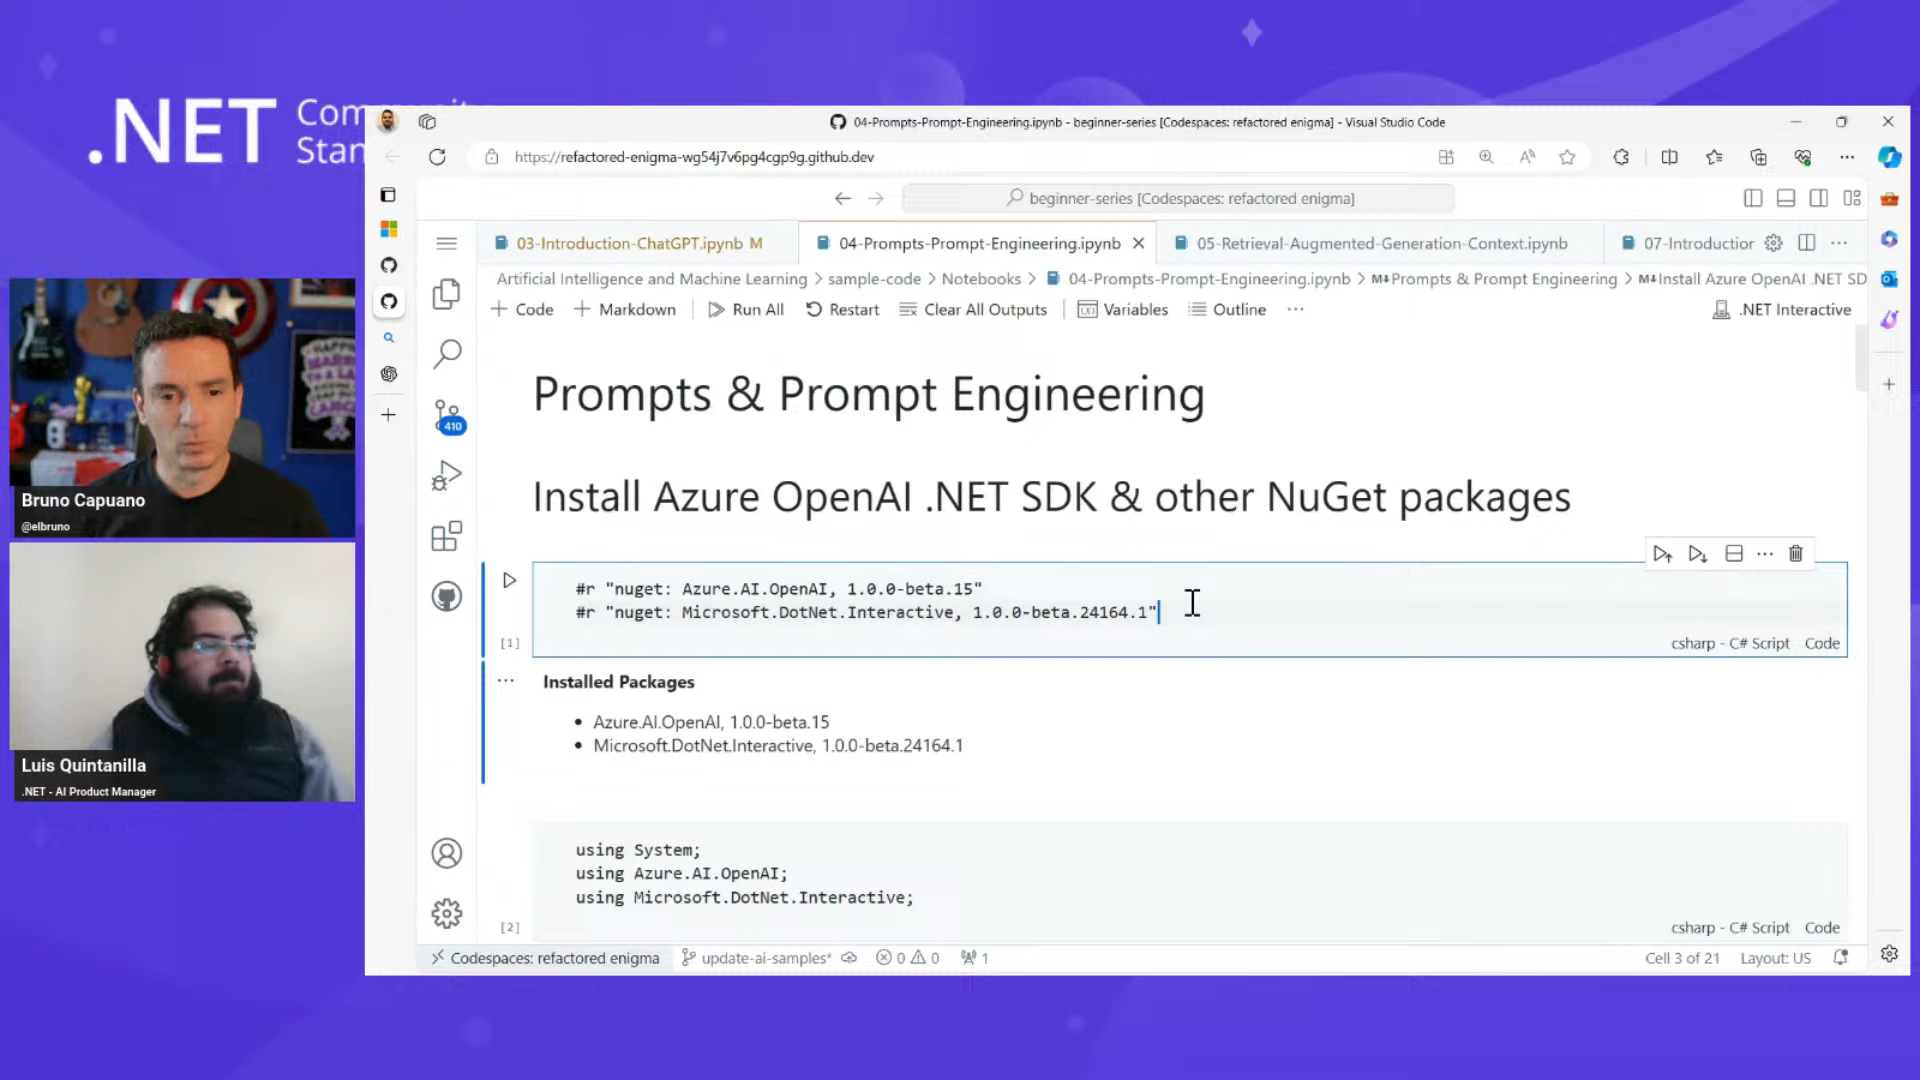 .NET Com
Stan
04-Prompts-Prompt-Engineering.ipynb - beginner-series [Codespaces: refactored enigma] - Visual Studio Code
https://refactored-enigma-wg54j7v6pg4cgp9g.github.dev
beginner-series [Codespaces: refactored enigma]
03-Introduction-ChatGPT.ipynb M
04-Prompts-Prompt-Engineering.ipynb
05-Retrieval-Augmented-Generation-Context.ipynb
07-Introduction
Artificial Intelligence and Machine Learning > sample-code > Notebooks > 04-Prompts-Prompt-Engineering.ipynb > M↓Prompts & Prompt Engineering > M↓Install Azure OpenAI .NET SD
+ Code + Markdown Run All Restart Clear All Outputs Variables Outline ··· .NET Interactive
Prompts & Prompt Engineering
410
Install Azure OpenAI .NET SDK & other NuGet packages
#r "nuget: Azure.AI.OpenAI, 1.0.0-beta.15"
#r "nuget: Microsoft.DotNet.Interactive, 1.0.0-beta.24164.1"
[1]
csharp - C# Script Code
Installed Packages
• Azure.AI.OpenAI, 1.0.0-beta.15
• Microsoft.DotNet.Interactive, 1.0.0-beta.24164.1
using System;
using Azure.AI.OpenAI;
using Microsoft.DotNet.Interactive;
[2]
csharp - C# Script Code
Codespaces: refactored enigma update-ai-samples* 0 0 1
Cell 3 of 21 Layout: US
Bruno Capuano
@elbruno
Luis Quintanilla
.NET - AI Product Manager